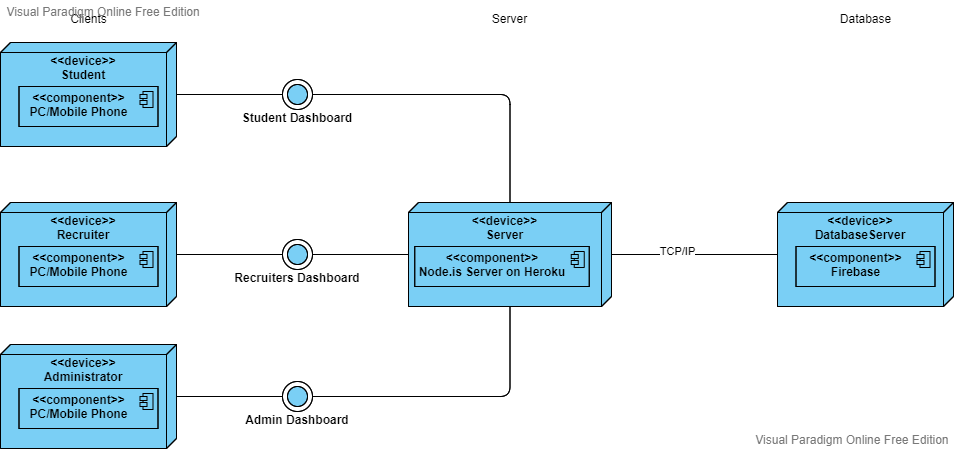 Visual Paradigm Online Free Edition
Clients
Server
Database
<<device>>
Student
<<component>>
PC/Mobile Phone
Student Dashboard
<<device>>
Recruiter
<<component>>
PC/Mobile Phone
Recruiters Dashboard
<<device>>
Server
<<component>>
Node.is Server on Heroku
TCP/IP
<<device>>
DatabaseServer
<<component>>
Firebase
<<device>>
Administrator
<<component>>
PC/Mobile Phone
Admin Dashboard
Visual Paradigm Online Free Edition